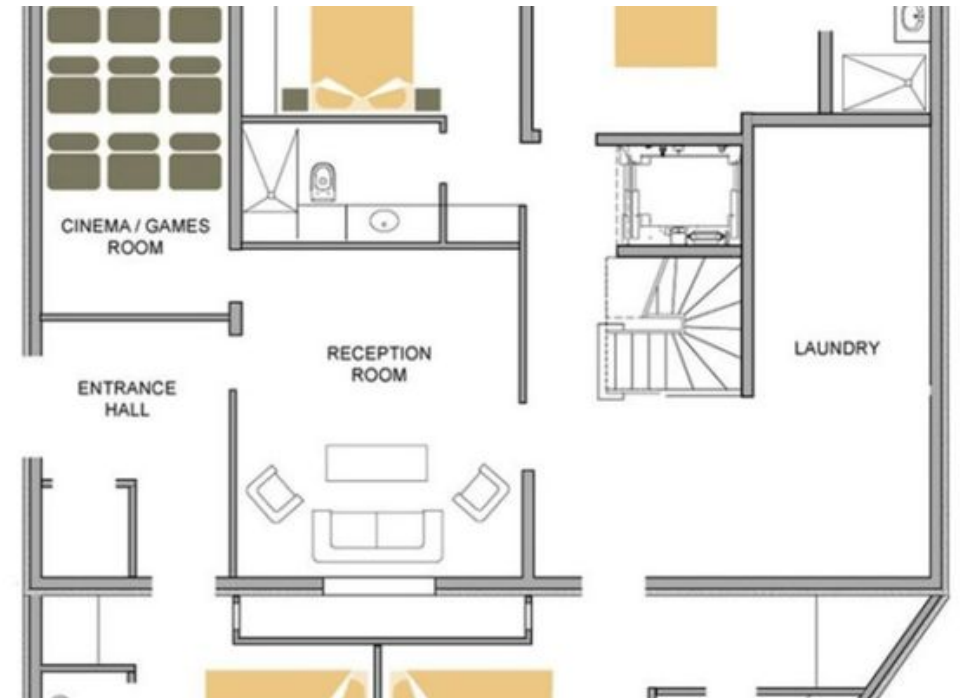 CINEMA / GAMES
ROOM
RECEPTION
ROOM
LAUNDRY
ENTRANCE
HALL